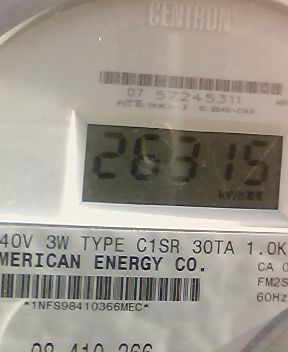 CENTRON®
07 57245311
26315
kWh
40V 3W TYPE C1SR 30TA 1.0K
MERICAN ENERGY CO.
CA 0
FM2S
60Hz
*1NFS98410366MEC*
98 410 366